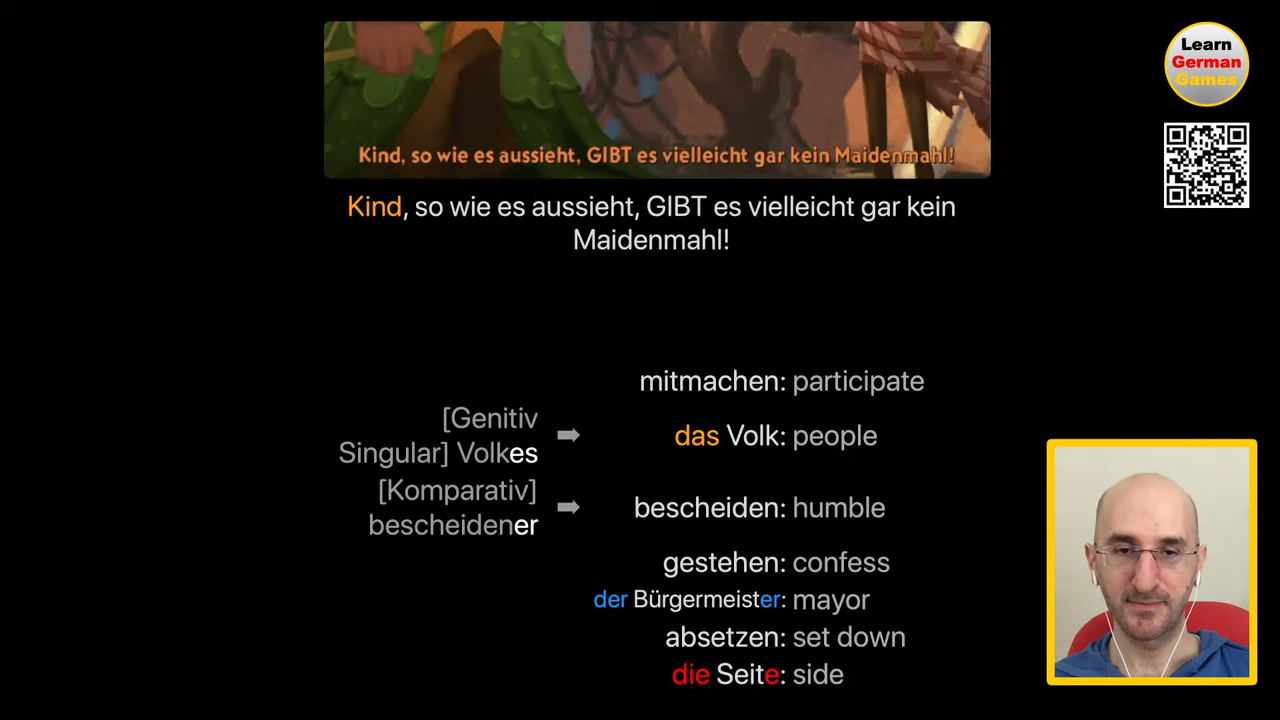 Learn
German
Games
Kind, so wie es aussieht, GIBT es vielleicht gar kein Maidenmahl!
Kind, so wie es aussieht, GIBT es vielleicht gar kein
Maidenmahl!
mitmachen: participate
[Genitiv
Singular] Volkes
➡ das Volk: people
[Komparativ]
bescheidener
➡ bescheiden: humble
gestehen: confess
der Bürgermeister: mayor
absetzen: set down
die Seite: side